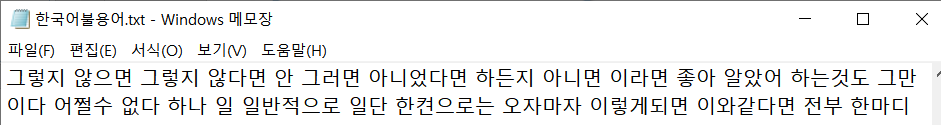 한국어불용어.txt - Windows 메모장
파일(F) 편집(E) 서식(O) 보기(V) 도움말(H)
그렇지 않으면 그렇지 않다면 안 그러면 아니었다면 하든지 아니면 이라면 좋아 알았어 하는것도 그만
이다 어쩔수 없다 하나 일 일반적으로 일단 한켠으로는 오자마자 이렇게되면 이와같다면 전부 한마디